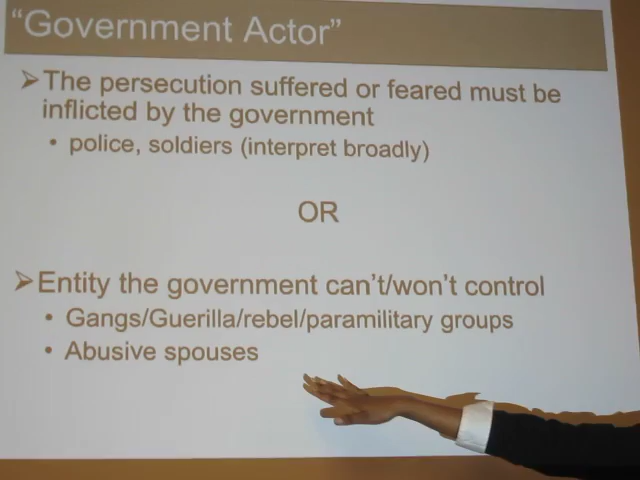 “Government Actor”
➢The persecution suffered or feared must be
inflicted by the government
• police, soldiers (interpret broadly)
OR
➢Entity the government can’t/won’t control
• Gangs/Guerilla/rebel/paramilitary groups
• Abusive spouses